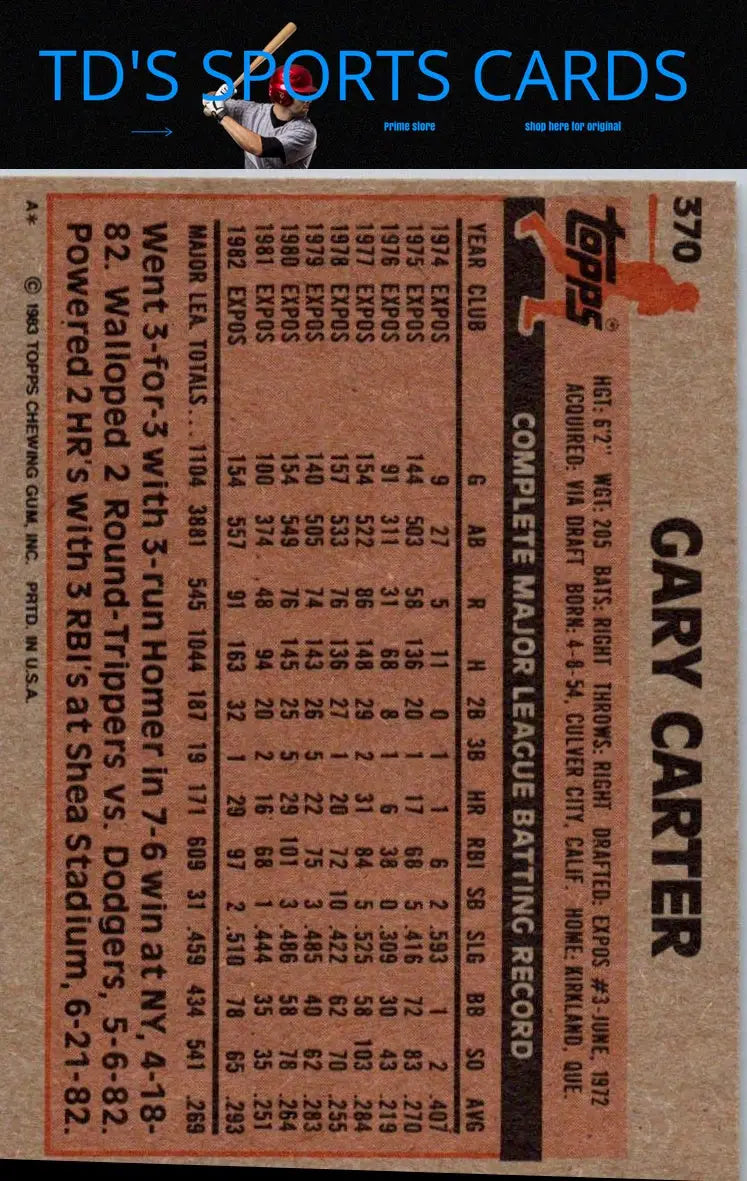 TD'S SPORTS CARDS
Prime store
shop here for original
370
GARY CARTER
topps®
HGT: 6'2" WGT: 205 BATS: RIGHT THROWS: RIGHT DRAFTED: EXPOS #3-JUNE, 1972
ACQUIRED: VIA DRAFT BORN: 4-8-54, CULVER CITY, CALIF. HOME: KIRKLAND, QUE.
COMPLETE MAJOR LEAGUE BATTING RECORD
YEAR CLUB G AB R H 2B 3B HR RBI SB SLG BB SO AVG
1974 EXPOS 9 27 5 11 0 1 1 6 2 .593 1 2 .407
1975 EXPOS 144 503 58 136 20 1 17 68 5 .416 72 83 .270
1976 EXPOS 91 311 31 68 8 1 6 38 0 .309 30 43 .219
1977 EXPOS 154 522 86 148 29 2 31 84 5 .525 58 103 .284
1978 EXPOS 157 533 76 136 27 1 20 72 10 .422 62 70 .255
1979 EXPOS 140 505 74 143 26 5 22 75 3 .485 40 62 .283
1980 EXPOS 154 549 76 145 25 5 29 101 3 .486 58 78 .264
1981 EXPOS 100 374 48 94 20 2 16 68 1 .444 35 35 .251
1982 EXPOS 154 557 91 163 32 1 29 97 2 .510 78 65 .293
MAJOR LEA. TOTALS... 1104 3881 545 1044 187 19 171 609 31 .459 434 541 .269
Went 3-for-3 with 3-run Homer in 7-6 win at NY, 4-18-
82. Walloped 2 Round-Trippers vs. Dodgers, 5-6-82.
Powered 2 HR's with 3 RBI's at Shea Stadium, 6-21-82.
A* © 1983 TOPPS CHEWING GUM, INC. PRTD. IN U.S.A.